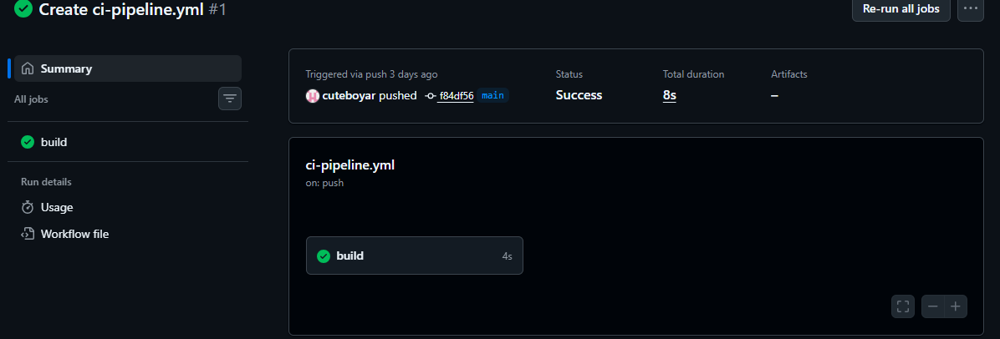 Create ci-pipeline.yml #1
Re-run all jobs
Summary
All jobs
build
Run details
Usage
Workflow file
Triggered via push 3 days ago
cuteboyar pushed f84df56 main
Status
Success
Total duration
8s
Artifacts
–
ci-pipeline.yml
on: push
build 4s